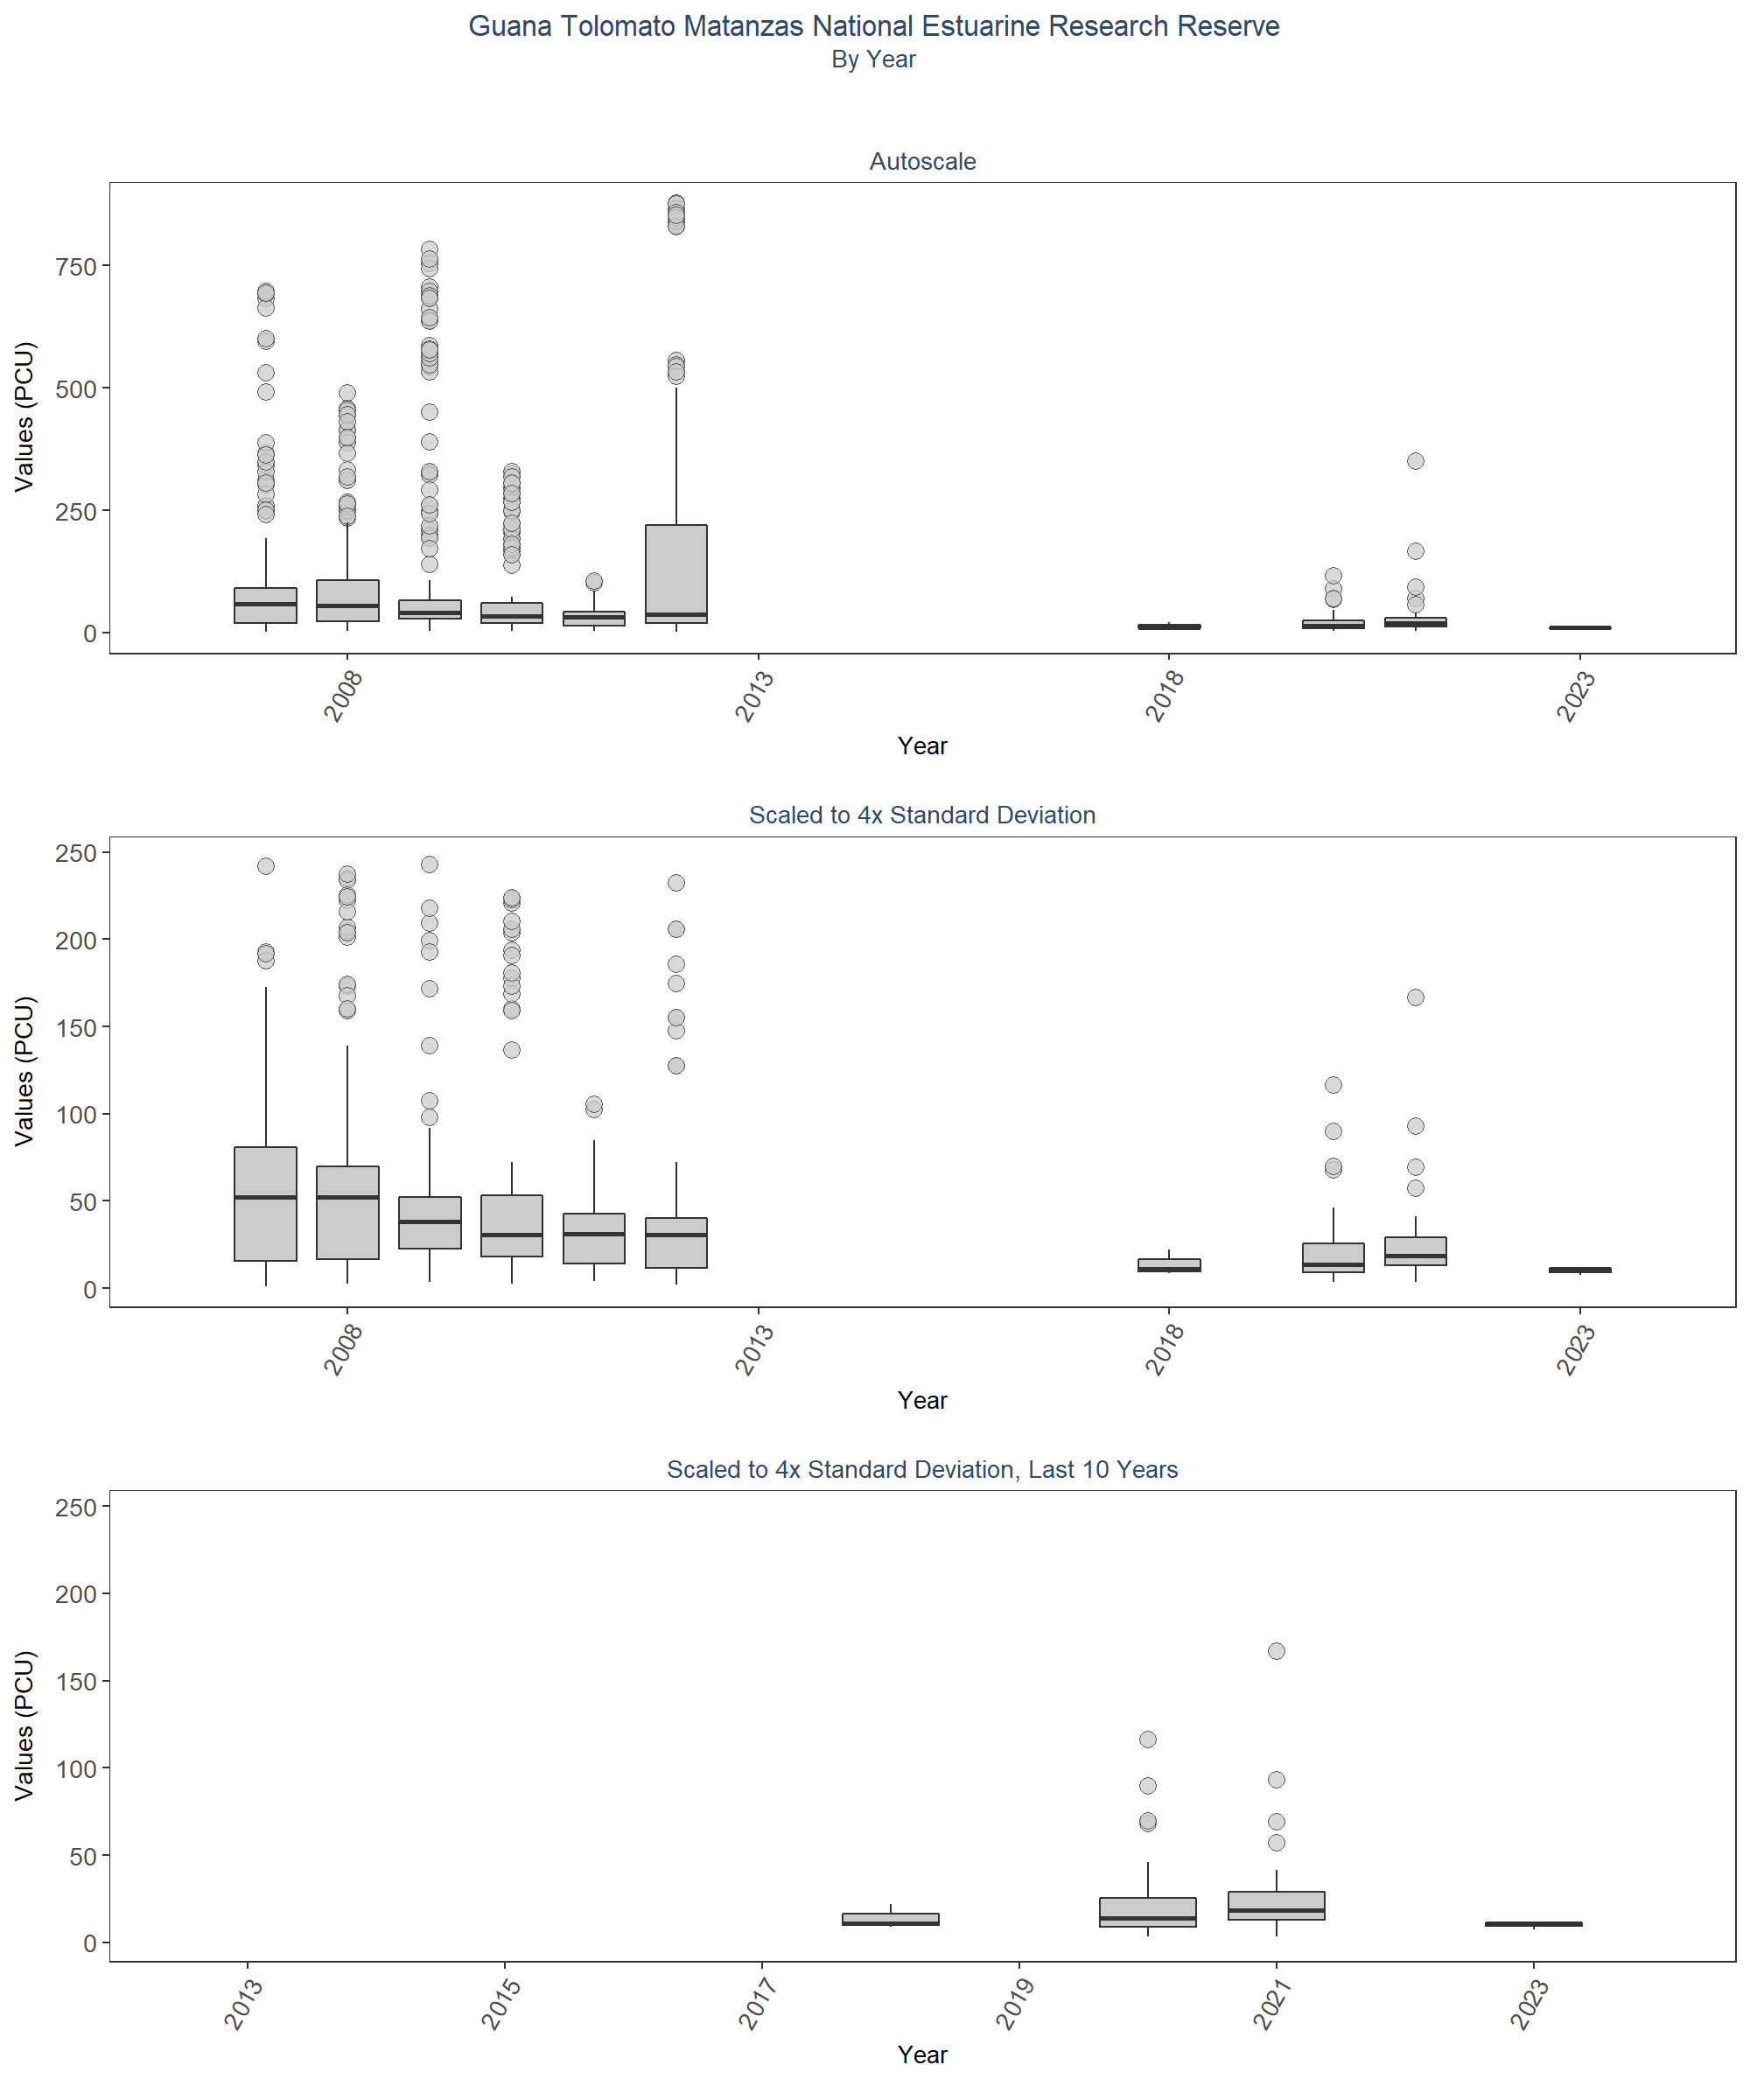 Guana Tolomato Matanzas National Estuarine Research Reserve
By Year
Autoscale
Values (PCU)
750
500
250
0
2008 2013 2018 2023
Year
Scaled to 4x Standard Deviation
Values (PCU)
250
200
150
100
50
0
2008 2013 2018 2023
Year
Scaled to 4x Standard Deviation, Last 10 Years
Values (PCU)
250
200
150
100
50
0
2013 2015 2017 2019 2021 2023
Year